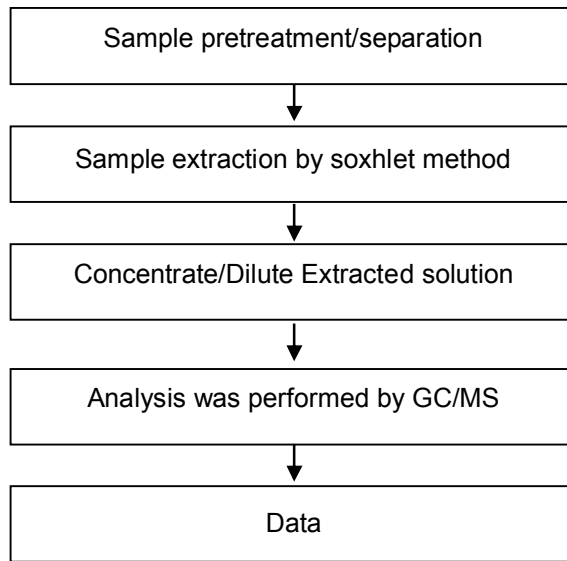 Sample pretreatment/separation
Sample extraction by soxhlet method
Concentrate/Dilute Extracted solution
Analysis was performed by GC/MS
Data